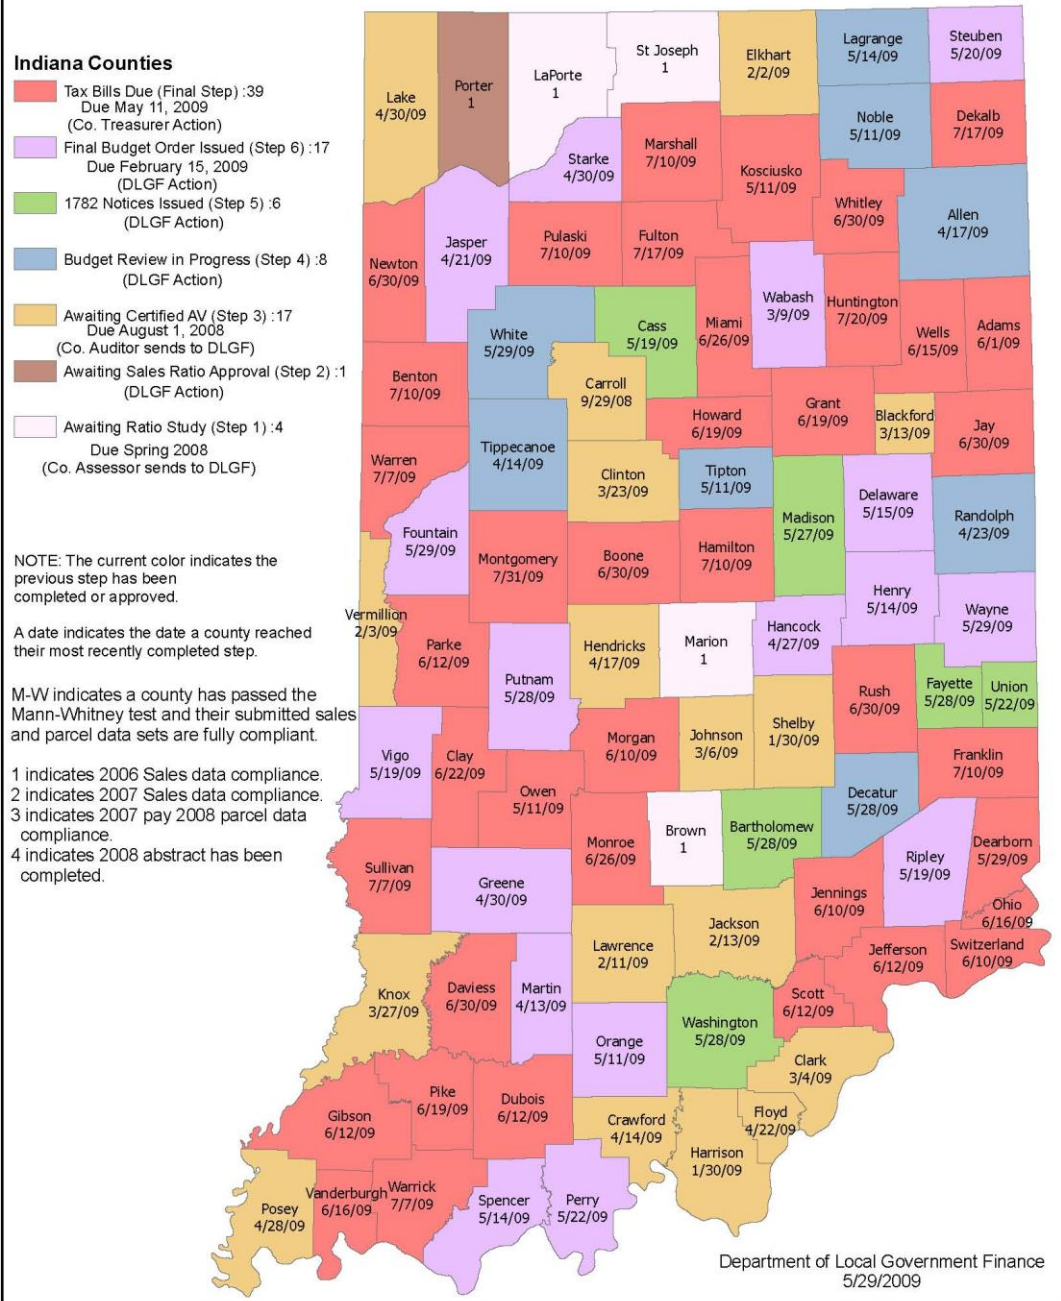 Indiana Counties
Tax Bills Due (Final Step) :39
Due May 11, 2009
(Co. Treasurer Action)
Final Budget Order Issued (Step 6) :17
Due February 15, 2009
(DLGF Action)
1782 Notices Issued (Step 5) :6
(DLGF Action)
Budget Review in Progress (Step 4) :8
(DLGF Action)
Awaiting Certified AV (Step 3) :17
Due August 1, 2008
(Co. Auditor sends to DLGF)
Awaiting Sales Ratio Approval (Step 2) :1
(DLGF Action)
Awaiting Ratio Study (Step 1) :4
Due Spring 2008
(Co. Assessor sends to DLGF)
NOTE: The current color indicates the
previous step has been
completed or approved.
A date indicates the date a county reached
their most recently completed step.
M-W indicates a county has passed the
Mann-Whitney test and their submitted sales
and parcel data sets are fully compliant.
1 indicates 2006 Sales data compliance.
2 indicates 2007 Sales data compliance.
3 indicates 2007 pay 2008 parcel data
compliance.
4 indicates 2008 abstract has been
completed.
Lake
4/30/09
Porter
1
LaPorte
1
St Joseph
1
Elkhart
2/2/09
Lagrange
5/14/09
Steuben
5/20/09
Noble
5/11/09
Dekalb
7/17/09
Starke
4/30/09
Marshall
7/10/09
Kosciusko
5/11/09
Whitley
6/30/09
Allen
4/17/09
Newton
6/30/09
Jasper
4/21/09
Pulaski
7/10/09
Fulton
7/17/09
Miami
6/26/09
Wabash
3/9/09
Huntington
7/20/09
Wells
6/15/09
Adams
6/1/09
White
5/29/09
Cass
5/19/09
Benton
7/10/09
Carroll
9/29/08
Howard
6/19/09
Grant
6/19/09
Blackford
3/13/09
Jay
6/30/09
Warren
7/7/09
Tippecanoe
4/14/09
Clinton
3/23/09
Tipton
5/11/09
Madison
5/27/09
Delaware
5/15/09
Randolph
4/23/09
Fountain
5/29/09
Montgomery
7/31/09
Boone
6/30/09
Hamilton
7/10/09
Henry
5/14/09
Wayne
5/29/09
Vermillion
2/3/09
Parke
6/12/09
Putnam
5/28/09
Hendricks
4/17/09
Marion
1
Hancock
4/27/09
Rush
6/30/09
Fayette
5/28/09
Union
5/22/09
Vigo
5/19/09
Clay
6/22/09
Owen
5/11/09
Morgan
6/10/09
Johnson
3/6/09
Shelby
1/30/09
Franklin
7/10/09
Decatur
5/28/09
Sullivan
7/7/09
Greene
4/30/09
Monroe
6/26/09
Brown
1
Bartholomew
5/28/09
Ripley
5/19/09
Dearborn
5/29/09
Jennings
6/10/09
Ohio
6/16/09
Jackson
2/13/09
Lawrence
2/11/09
Jefferson
6/12/09
Switzerland
6/10/09
Knox
3/27/09
Daviess
6/30/09
Martin
4/13/09
Scott
6/12/09
Orange
5/11/09
Washington
5/28/09
Clark
3/4/09
Gibson
6/12/09
Pike
6/19/09
Dubois
6/12/09
Crawford
4/14/09
Floyd
4/22/09
Harrison
1/30/09
Posey
4/28/09
Vanderburgh
6/16/09
Warrick
7/7/09
Spencer
5/14/09
Perry
5/22/09
Department of Local Government Finance
5/29/2009